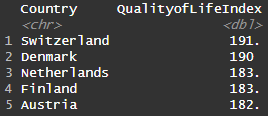 Country QualityofLifeIndex
<chr> <dbl>
1 Switzerland 191.
2 Denmark 190
3 Netherlands 183.
4 Finland 183.
5 Austria 182.